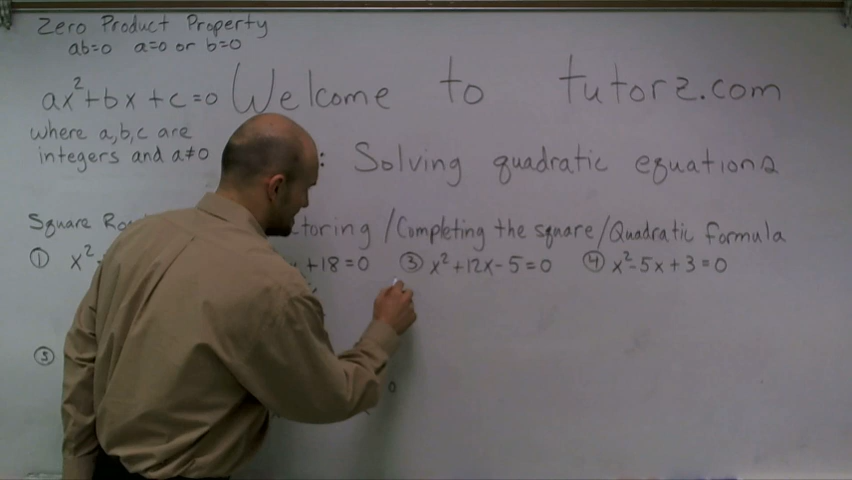 Zero Product Property
ab=0 a=0 or b=0
ax²+bx+c=0 Welcome to tutorz.com
where a,b,c are
integers and a≠0
: Solving quadratic equations
Square toring /Completing the square/Quadratic formula
① x² +18=0 ③ x²+12x-5=0 ④ x²-5x+3=0
⑤
0